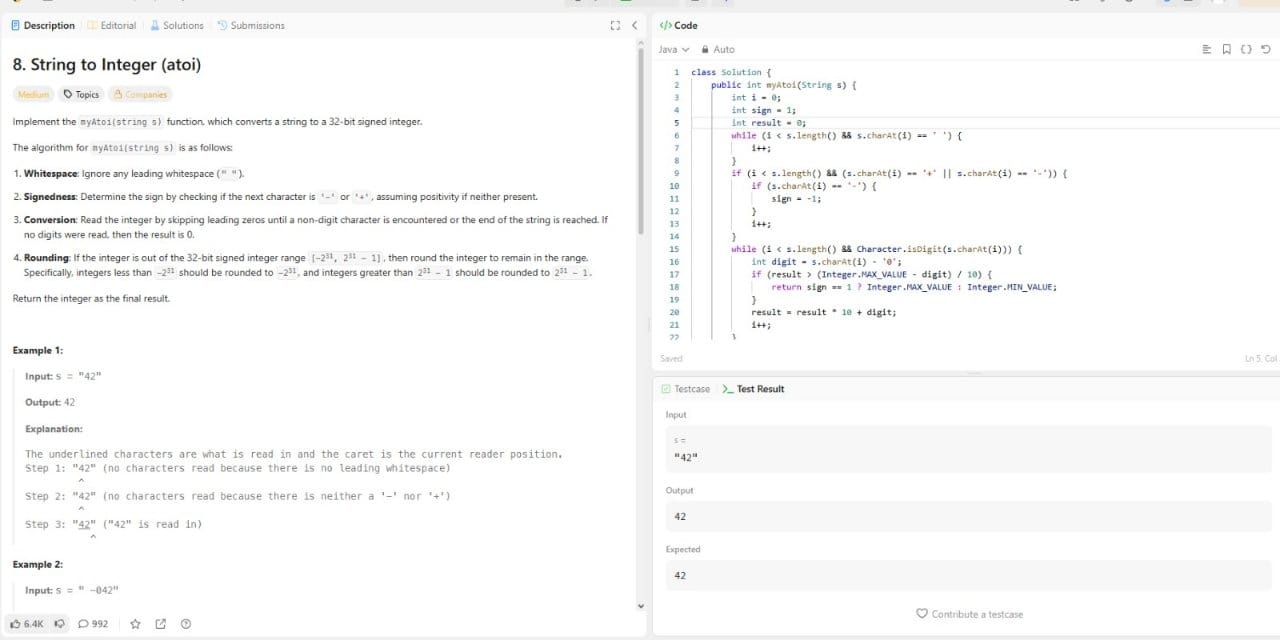 Description
Editorial
Solutions
Submissions
8. String to Integer (atoi)
Medium
Topics
Companies
Implement the myAtoi(string s) function, which converts a string to a 32-bit signed integer.
The algorithm for myAtoi(string s) is as follows:
1. Whitespace: Ignore any leading whitespace (" ").
2. Signedness: Determine the sign by checking if the next character is '-' or '+', assuming positivity if neither present.
3. Conversion: Read the integer by skipping leading zeros until a non-digit character is encountered or the end of the string is reached. If
no digits were read, then the result is 0.
4. Rounding: If the integer is out of the 32-bit signed integer range [-2³¹, 2³¹ - 1], then round the integer to remain in the range.
Specifically, integers less than -2³¹ should be rounded to -2³¹, and integers greater than 2³¹ - 1 should be rounded to 2³¹ - 1.
Return the integer as the final result.
Example 1:
Input: s = "42"
Output: 42
Explanation:
The underlined characters are what is read in and the caret is the current reader position.
Step 1: "42" (no characters read because there is no leading whitespace)
^
Step 2: "42" (no characters read because there is neither a '-' nor '+')
^
Step 3: "42" ("42" is read in)
^
Example 2:
Input: s = " -042"
6.4K
992
Code
Java
Auto
1 class Solution {
2 public int myAtoi(String s) {
3 int i = 0;
4 int sign = 1;
5 int result = 0;
6 while (i < s.length() && s.charAt(i) == ' ') {
7 i++;
8 }
9 if (i < s.length() && (s.charAt(i) == '+' || s.charAt(i) == '-')) {
10 if (s.charAt(i) == '-') {
11 sign = -1;
12 }
13 i++;
14 }
15 while (i < s.length() && Character.isDigit(s.charAt(i))) {
16 int digit = s.charAt(i) - '0';
17 if (result > (Integer.MAX_VALUE - digit) / 10) {
18 return sign == 1 ? Integer.MAX_VALUE : Integer.MIN_VALUE;
19 }
20 result = result * 10 + digit;
21 i++;
22 }
Saved
Ln 5, Col
Testcase
Test Result
Input
s =
"42"
Output
42
Expected
42
Contribute a testcase